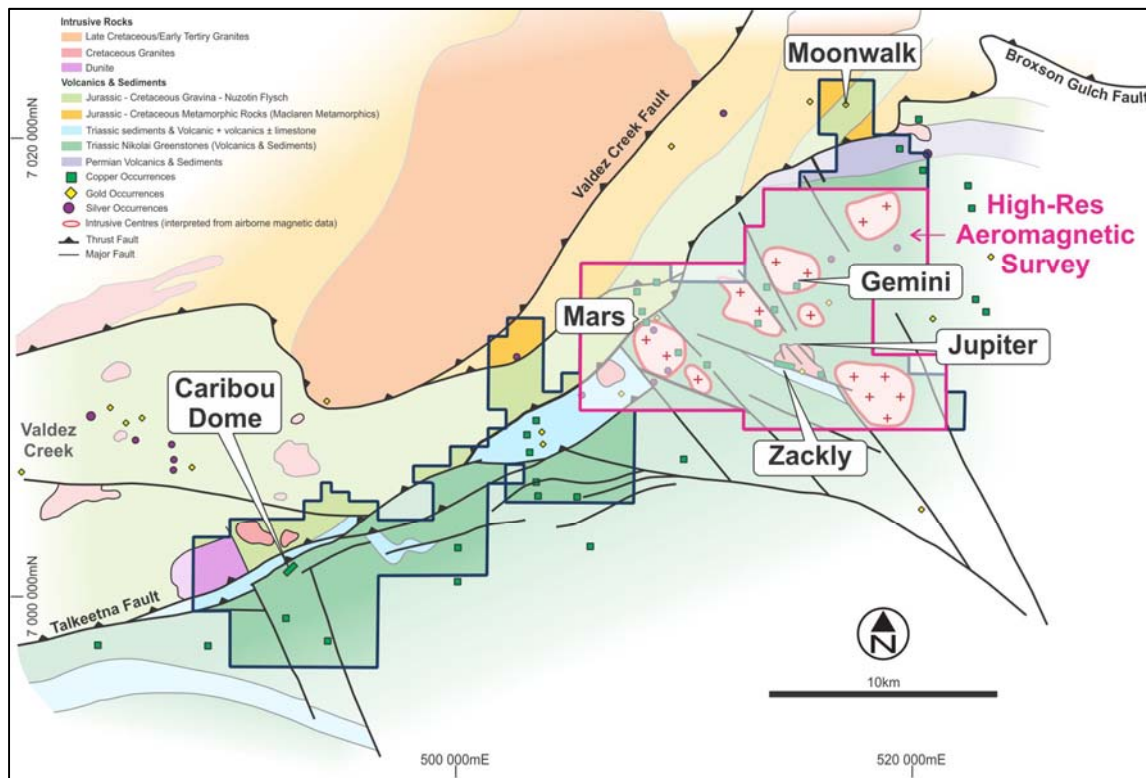 Intrusive Rocks
Late Cretaceous/Early Tertiry Granites
Cretaceous Granites
Dunite
Volcanics & Sediments
Jurassic - Cretaceous Gravina - Nuzotin Flysch
Jurassic - Cretaceous Metamorphic Rocks (Maclaren Metamorphics)
Triassic sediments & Volcanic + volcanics ± limestone
Triassic Nikolai Greenstones (Volcanics & Sediments)
Permian Volcanics & Sediments
Copper Occurrences
Gold Occurrences
Silver Occurrences
Intrusive Centres (interpreted from airborne magnetic data)
Thrust Fault
Major Fault
7 020 000mN
Valdez Creek Fault
Moonwalk
Broxson Gulch Fault
High-Res
Aeromagnetic
Survey
Gemini
Mars
Jupiter
Caribou
Dome
Valdez
Creek
Zackly
7 000 000mN
Talkeetna Fault
N
10km
500 000mE
520 000mE